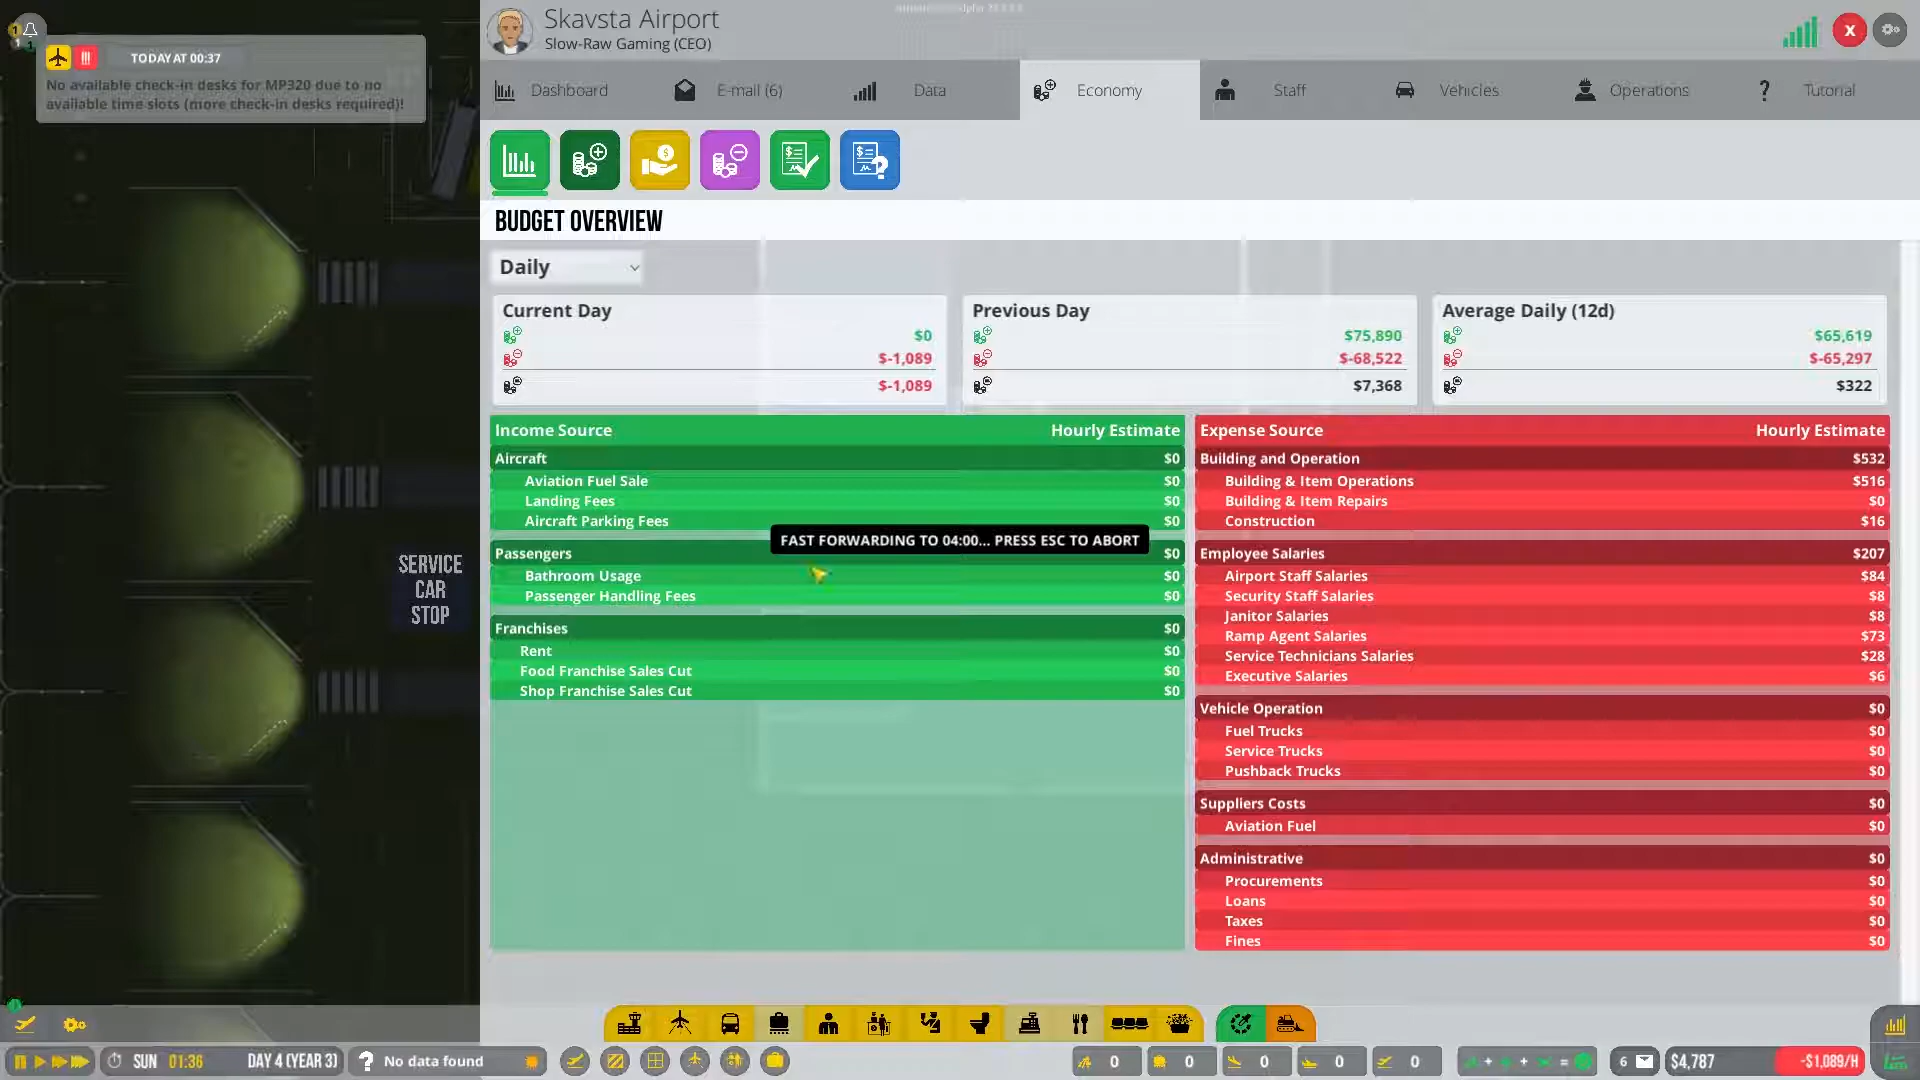 Skavsta Airport
Slow-Raw Gaming (CEO)
TODAY AT 00:37
No available check-in desks for MP320 due to no
available time slots (more check-in desks required)!
Dashboard
E-mail (6)
Data
Economy
Staff
Vehicles
Operations
Tutorial
BUDGET OVERVIEW
Daily
Current Day
$0
$-1,089
$-1,089
Previous Day
$75,890
$-68,522
$7,368
Average Daily (12d)
$65,619
$-65,297
$322
Income Source Hourly Estimate
Aircraft $0
Aviation Fuel Sale $0
Landing Fees $0
Aircraft Parking Fees $0
FAST FORWARDING TO 04:00... PRESS ESC TO ABORT
Passengers $0
Bathroom Usage $0
Passenger Handling Fees $0
Franchises $0
Rent $0
Food Franchise Sales Cut $0
Shop Franchise Sales Cut $0
Expense Source Hourly Estimate
Building and Operation $532
Building & Item Operations $516
Building & Item Repairs $0
Construction $16
Employee Salaries $207
Airport Staff Salaries $84
Security Staff Salaries $8
Janitor Salaries $8
Ramp Agent Salaries $73
Service Technicians Salaries $28
Executive Salaries $6
Vehicle Operation $0
Fuel Trucks $0
Service Trucks $0
Pushback Trucks $0
Suppliers Costs $0
Aviation Fuel $0
Administrative $0
Procurements $0
Loans $0
Taxes $0
Fines $0
SERVICE
CAR
STOP
SUN 01:36 DAY 4 (YEAR 3)
No data found
0 0 0 0 0
6 $4,787 -$1,089/H